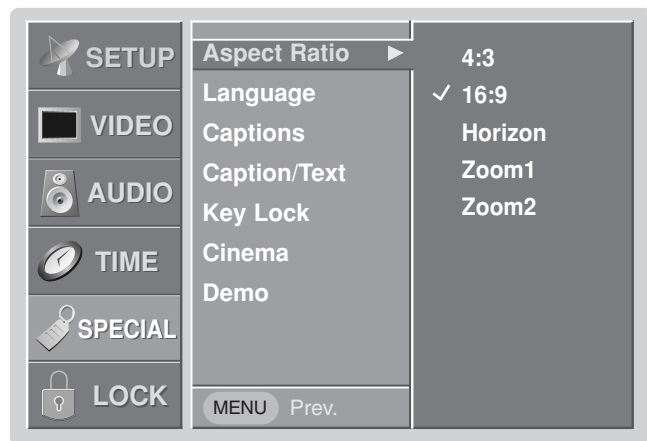 SETUP
VIDEO
AUDIO
TIME
SPECIAL
LOCK
Aspect Ratio ►
Language
Captions
Caption/Text
Key Lock
Cinema
Demo
MENU Prev.
4:3
✓ 16:9
Horizon
Zoom1
Zoom2